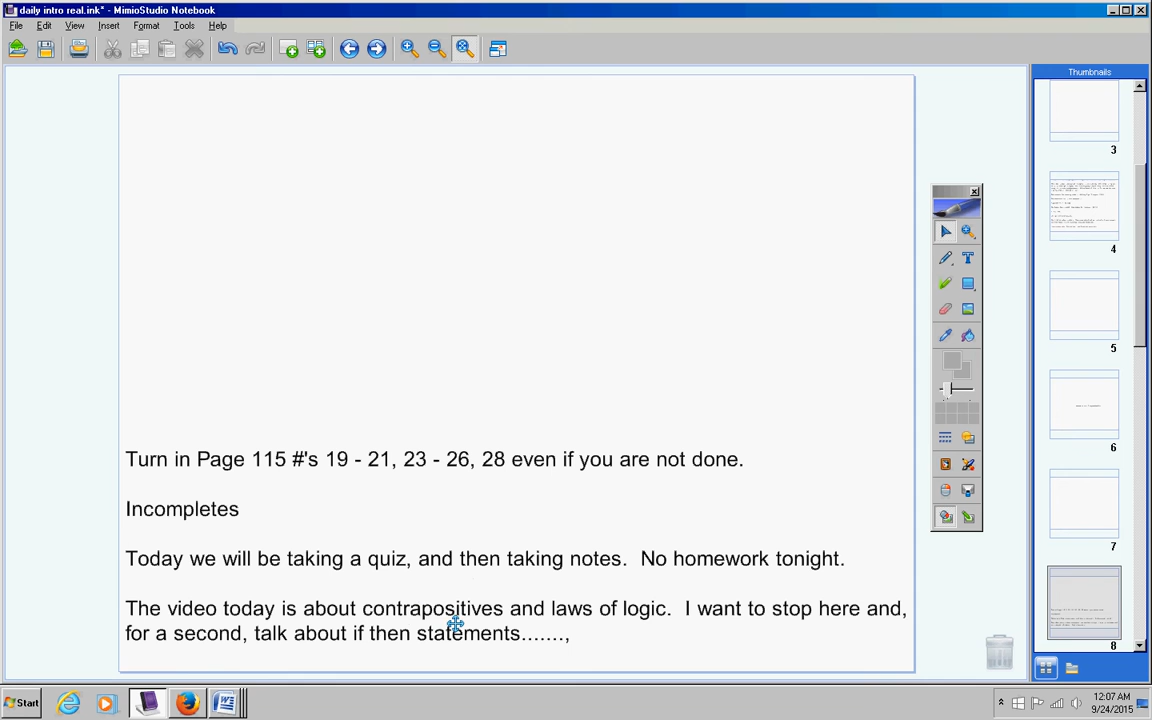 daily intro real.ink* - MimioStudio Notebook
File Edit View Insert Format Tools Help
Thumbnails
3
4
5
6
7
8
Turn in Page 115 #'s 19 - 21, 23 - 26, 28 even if you are not done.
Incompletes
Today we will be taking a quiz, and then taking notes.  No homework tonight.
The video today is about contrapositives and laws of logic.  I want to stop here and,
for a second, talk about if then statements.......,
Start
12:07 AM
9/24/2015